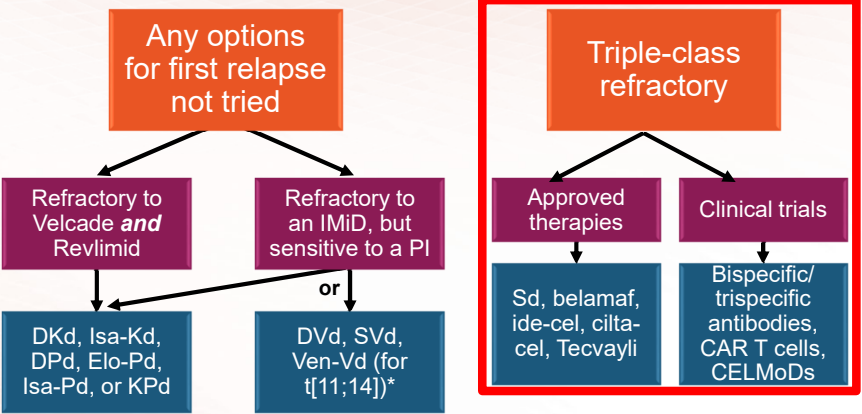 Any options
for first relapse
not tried
Triple-class
refractory
Refractory to
Velcade and
Revlimid
Refractory to
an IMiD, but
sensitive to a PI
Approved
therapies
Clinical trials
or
DKd, Isa-Kd,
DPd, Elo-Pd,
Isa-Pd, or KPd
DVd, SVd,
Ven-Vd (for
t[11;14])*
Sd, belamaf,
ide-cel, cilta-
cel, Tecvayli
Bispecific/
trispecific
antibodies,
CAR T cells,
CELMoDs